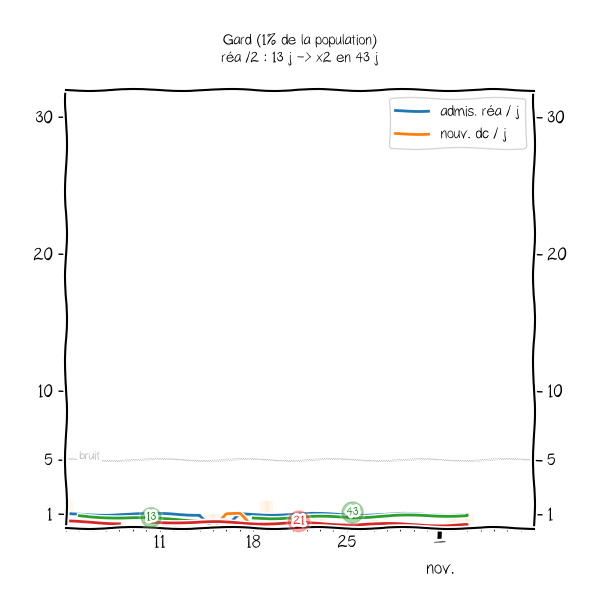 Gard (1% de la population)
réa /2 : 13 j -> x2 en 43 j
admis. réa / j
nouv. dc / j
30
30
20
20
10
10
5
bruit
5
1
13
21
43
1
11
18
25
1
nov.